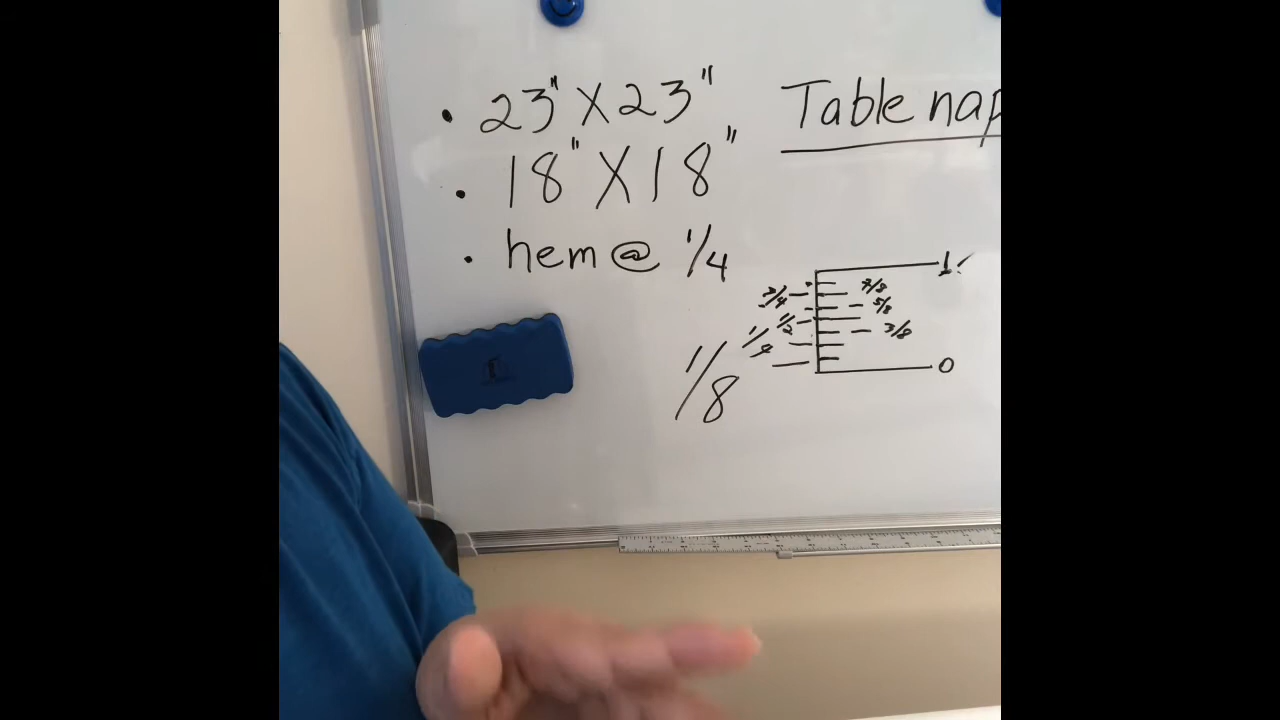 23" X 23"
Table nap
18" X 18"
hem @ 1/4
1
7/8
3/4
5/8
1/2
3/8
1/4
1/8
0